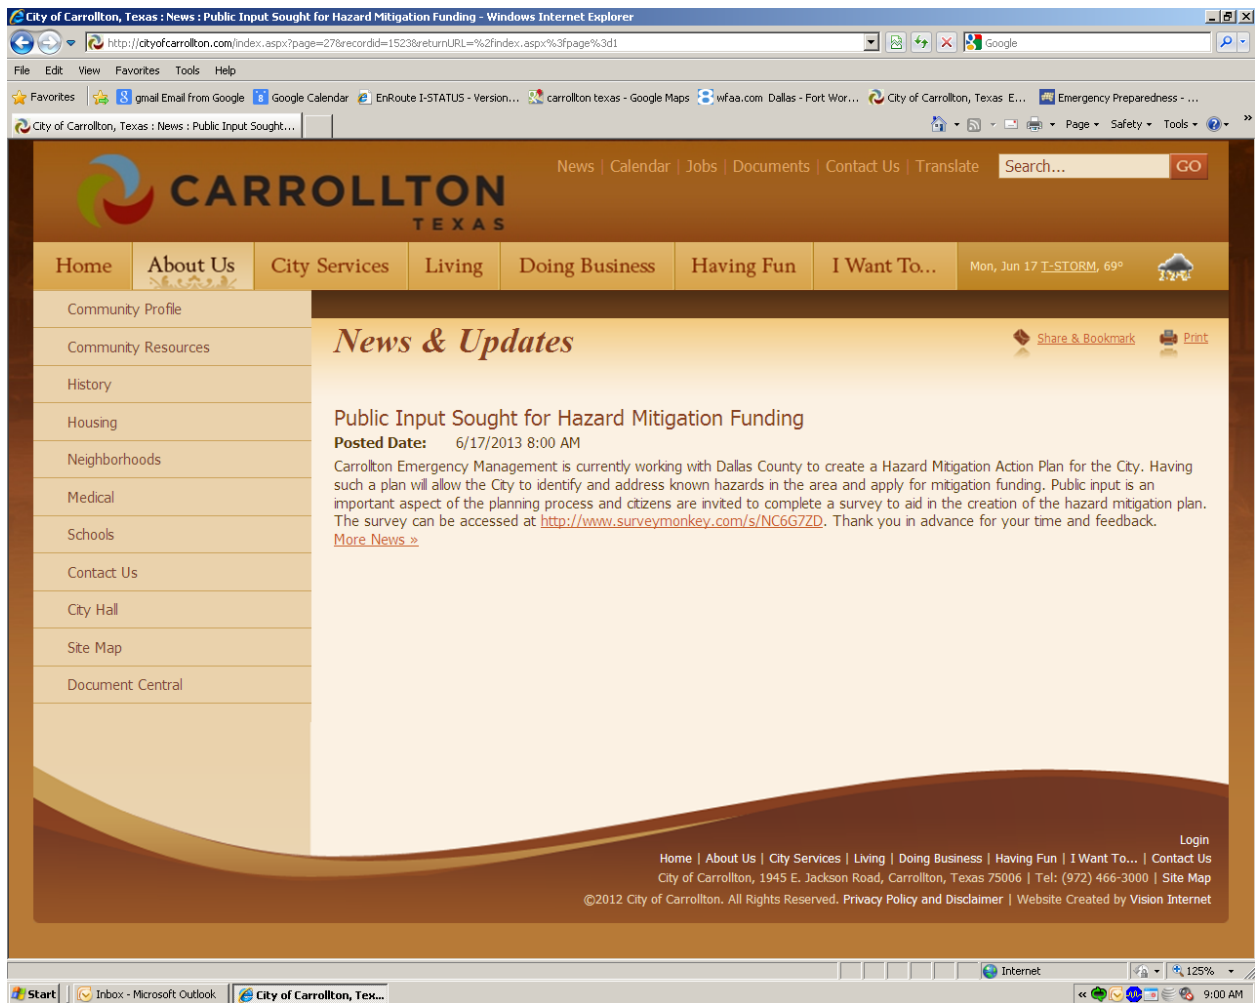 City of Carrollton, Texas : News : Public Input Sought for Hazard Mitigation Funding - Windows Internet Explorer
http://cityofcarrollton.com/index.aspx?page=27&recordid=1523&returnURL=%2findex.aspx%3fpage%3d1
Google
File Edit View Favorites Tools Help
Favorites gmail Email from Google Google Calendar EnRoute I-STATUS - Version... carrollton texas - Google Maps wfaa.com Dallas - Fort Wor... City of Carrollton, Texas E... Emergency Preparedness - ...
City of Carrollton, Texas : News : Public Input Sought... Page Safety Tools »
News | Calendar | Jobs | Documents | Contact Us | Translate Search... GO
CARROLLTON
TEXAS
Home About Us City Services Living Doing Business Having Fun I Want To... Mon, Jun 17 T-STORM, 69°
Community Profile
Community Resources
History
Housing
Neighborhoods
Medical
Schools
Contact Us
City Hall
Site Map
Document Central
News & Updates Share & Bookmark Print
Public Input Sought for Hazard Mitigation Funding
Posted Date: 6/17/2013 8:00 AM
Carrollton Emergency Management is currently working with Dallas County to create a Hazard Mitigation Action Plan for the City. Having
such a plan will allow the City to identify and address known hazards in the area and apply for mitigation funding. Public input is an
important aspect of the planning process and citizens are invited to complete a survey to aid in the creation of the hazard mitigation plan.
The survey can be accessed at http://www.surveymonkey.com/s/NC6G7ZD. Thank you in advance for your time and feedback.
More News »
Login
Home | About Us | City Services | Living | Doing Business | Having Fun | I Want To... | Contact Us
City of Carrollton, 1945 E. Jackson Road, Carrollton, Texas 75006 | Tel: (972) 466-3000 | Site Map
©2012 City of Carrollton. All Rights Reserved. Privacy Policy and Disclaimer | Website Created by Vision Internet
Internet 125%
Start Inbox - Microsoft Outlook City of Carrollton, Tex... « 9:00 AM